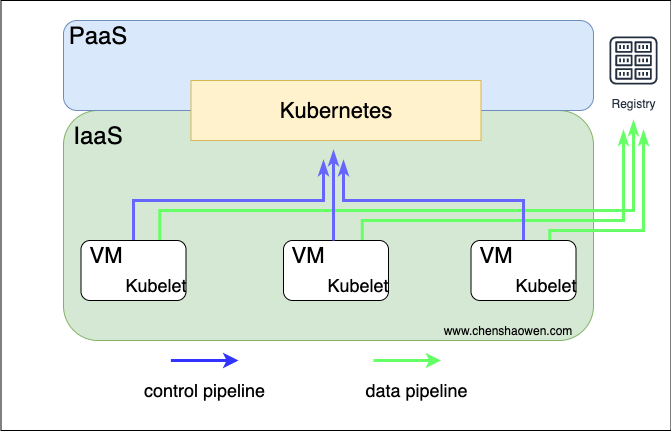 PaaS
Registry
Kubernetes
IaaS
VM
Kubelet
VM
Kubelet
VM
Kubelet
www.chenshaowen.com
control pipeline
data pipeline